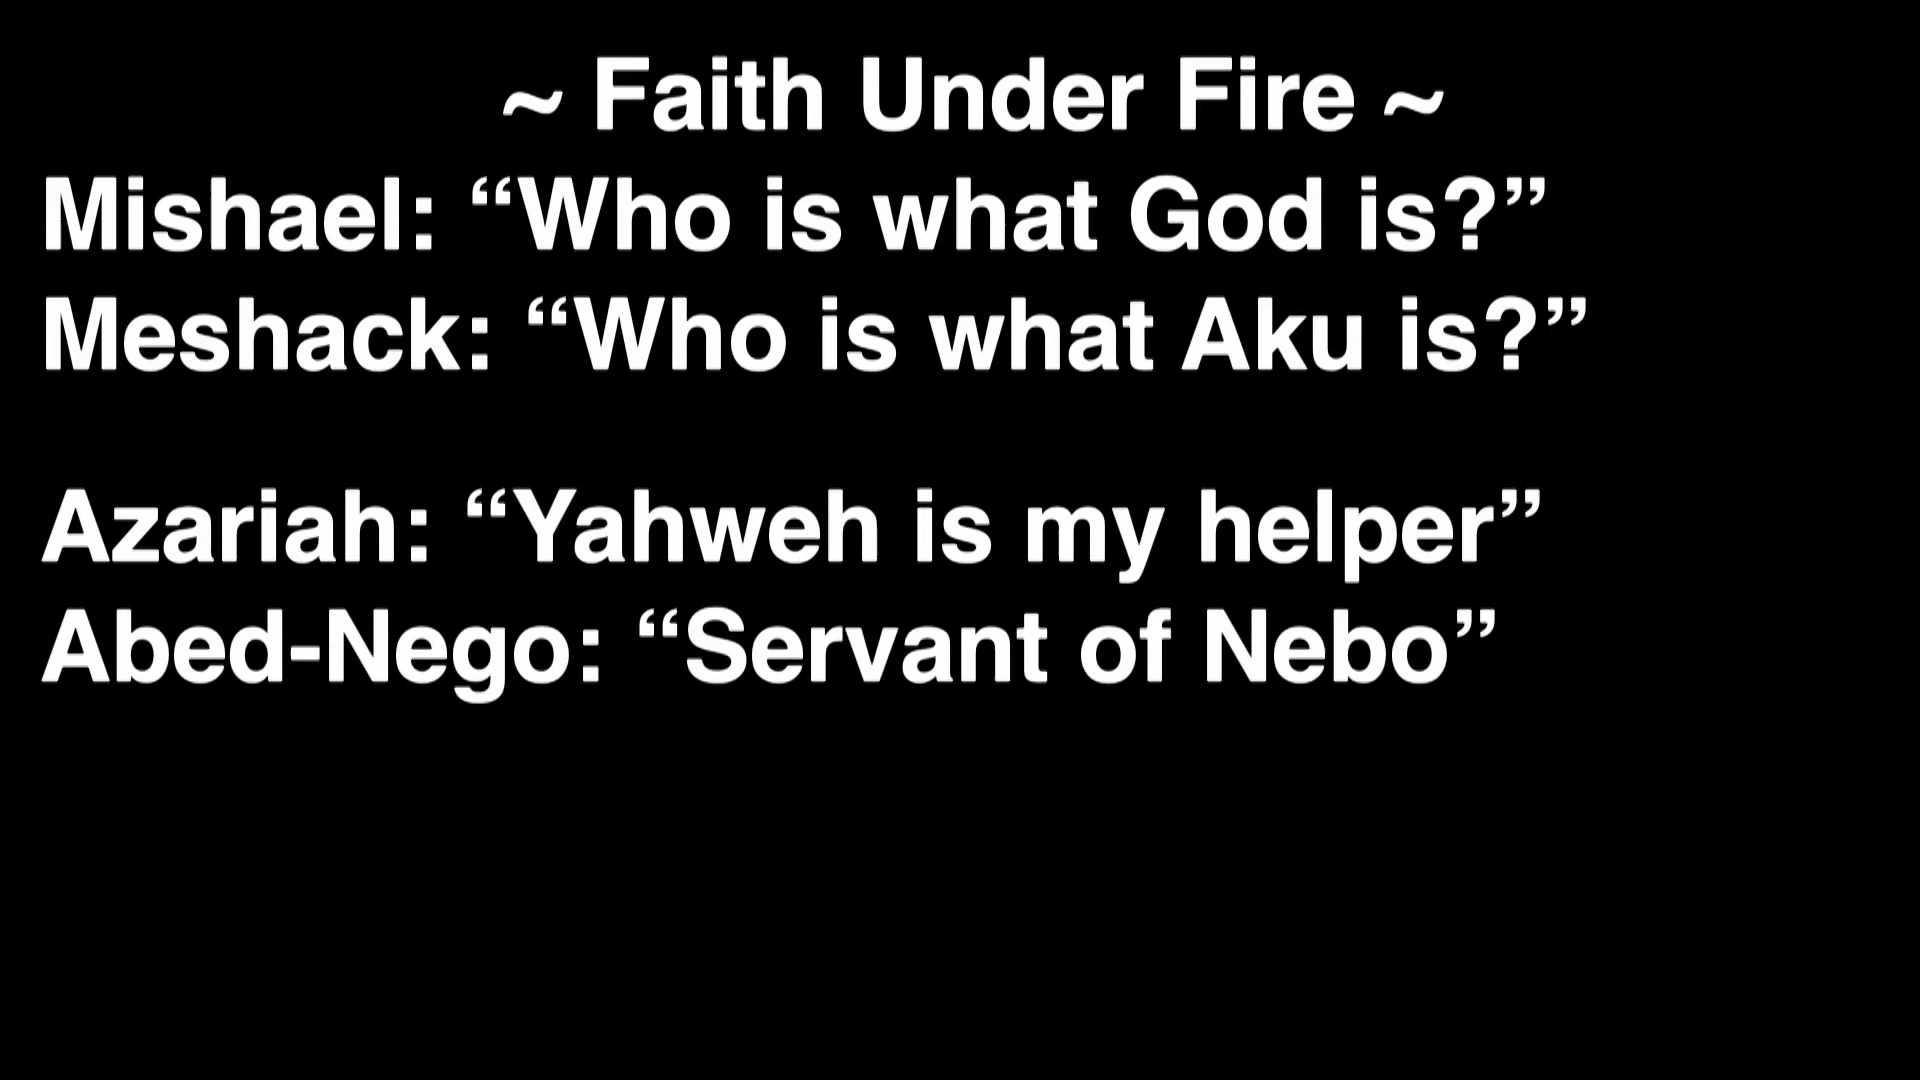 ~ Faith Under Fire ~
Mishael: “Who is what God is?”
Meshack: “Who is what Aku is?”
Azariah: “Yahweh is my helper”
Abed-Nego: “Servant of Nebo”